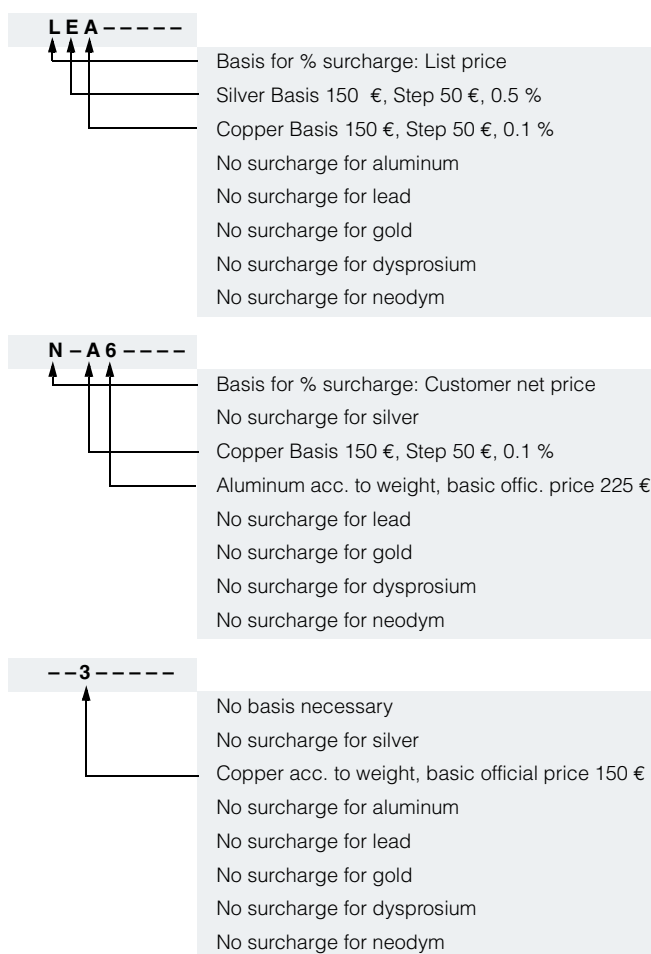 L E A – – – – –
Basis for % surcharge: List price
Silver Basis 150 €, Step 50 €, 0.5 %
Copper Basis 150 €, Step 50 €, 0.1 %
No surcharge for aluminum
No surcharge for lead
No surcharge for gold
No surcharge for dysprosium
No surcharge for neodym
N – A 6 – – – –
Basis for % surcharge: Customer net price
No surcharge for silver
Copper Basis 150 €, Step 50 €, 0.1 %
Aluminum acc. to weight, basic offic. price 225 €
No surcharge for lead
No surcharge for gold
No surcharge for dysprosium
No surcharge for neodym
– – 3 – – – – –
No basis necessary
No surcharge for silver
Copper acc. to weight, basic official price 150 €
No surcharge for aluminum
No surcharge for lead
No surcharge for gold
No surcharge for dysprosium
No surcharge for neodym